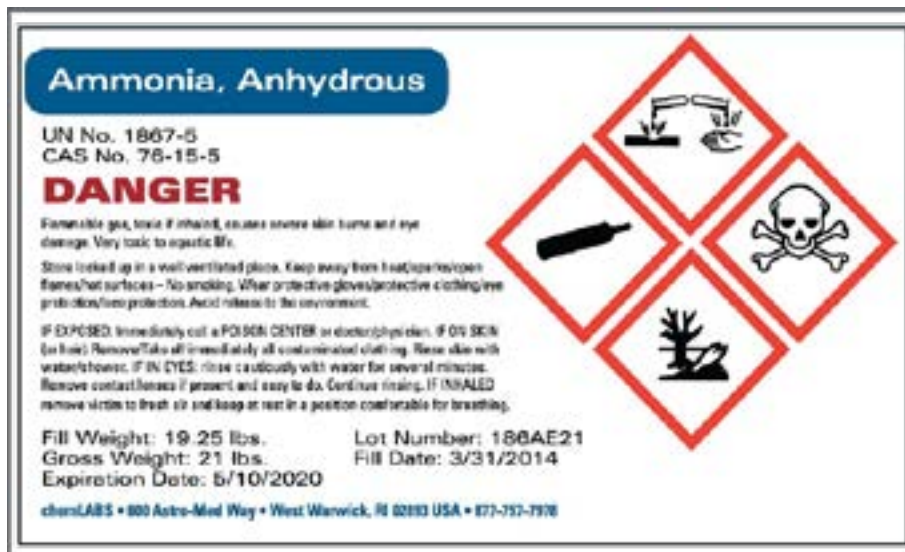 Ammonia, Anhydrous
UN No. 1867-5
CAS No. 76-15-5
DANGER
Flammable gas, toxic if inhaled, causes severe skin burns and eye
damage. Very toxic to aquatic life.
Store locked up in a well ventilated place. Keep away from heat/sparks/open
flames/hot surfaces – No smoking. Wear protective gloves/protective clothing/eye
protection/face protection. Avoid release to the environment.
IF EXPOSED: Immediately call a POISON CENTER or doctor/physician. IF ON SKIN
(or hair) Remove/Take off immediately all contaminated clothing. Rinse skin with
water/shower. IF IN EYES: rinse cautiously with water for several minutes.
Remove contact lenses if present and easy to do. Continue rinsing. IF INHALED
remove victim to fresh air and keep at rest in a position comfortable for breathing.
Fill Weight: 19.25 lbs. Lot Number: 186AE21
Gross Weight: 21 lbs. Fill Date: 3/31/2014
Expiration Date: 5/10/2020
chemLABS • 600 Astro-Med Way • West Warwick, RI 02893 USA • 877-757-7978